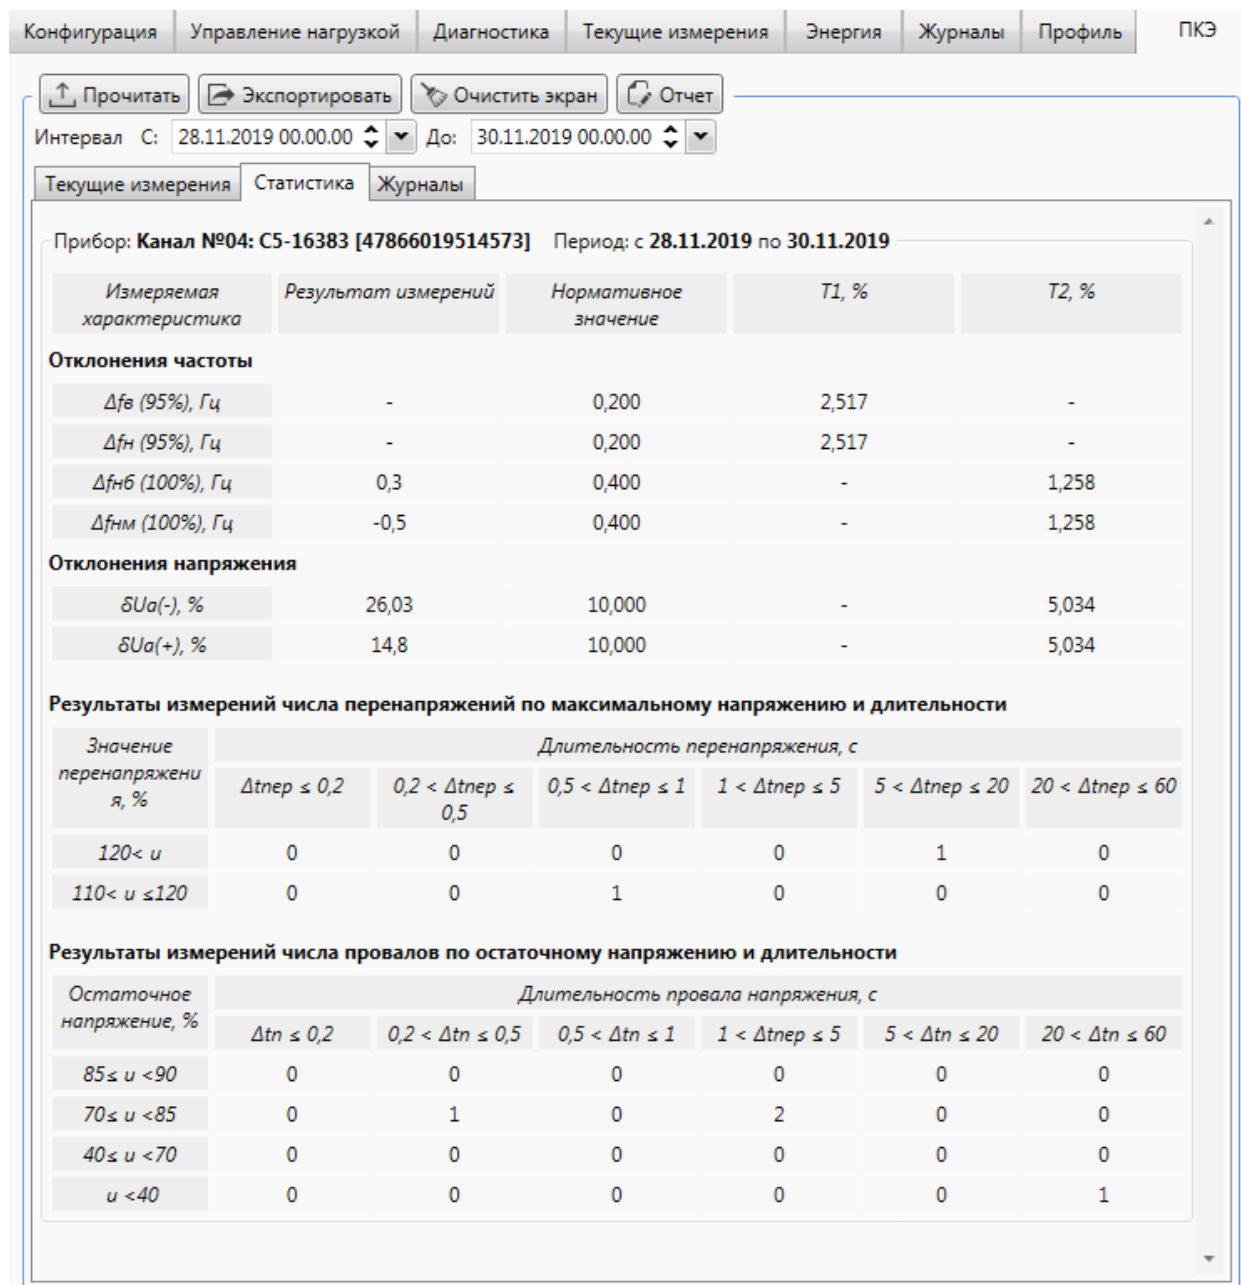 Конфигурация Управление нагрузкой Диагностика Текущие измерения Энергия Журналы Профиль ПКЭ
Прочитать Экспортировать Очистить экран Отчет
Интервал С: 28.11.2019 00.00.00 До: 30.11.2019 00.00.00
Текущие измерения Статистика Журналы
Прибор: Канал №04: C5-16383 [47866019514573] Период: с 28.11.2019 по 30.11.2019
Измеряемая Результат измерений Нормативное T1, % T2, %
характеристика значение
Отклонения частоты
Δfв (95%), Гц - 0,200 2,517 -
Δfн (95%), Гц - 0,200 2,517 -
Δfнб (100%), Гц 0,3 0,400 - 1,258
Δfнм (100%), Гц -0,5 0,400 - 1,258
Отклонения напряжения
δUa(-), % 26,03 10,000 - 5,034
δUa(+), % 14,8 10,000 - 5,034
Результаты измерений числа перенапряжений по максимальному напряжению и длительности
Значение Длительность перенапряжения, с
перенапряжени Δtпер ≤ 0,2 0,2 < Δtпер ≤ 0,5 < Δtпер ≤ 1 1 < Δtпер ≤ 5 5 < Δtпер ≤ 20 20 < Δtпер ≤ 60
я, % 0,5
120< u 0 0 0 0 1 0
110< u ≤120 0 0 1 0 0 0
Результаты измерений числа провалов по остаточному напряжению и длительности
Остаточное Длительность провала напряжения, с
напряжение, % Δtп ≤ 0,2 0,2 < Δtп ≤ 0,5 0,5 < Δtп ≤ 1 1 < Δtпер ≤ 5 5 < Δtп ≤ 20 20 < Δtп ≤ 60
85≤ u <90 0 0 0 0 0 0
70≤ u <85 0 1 0 2 0 0
40≤ u <70 0 0 0 0 0 0
u <40 0 0 0 0 0 1